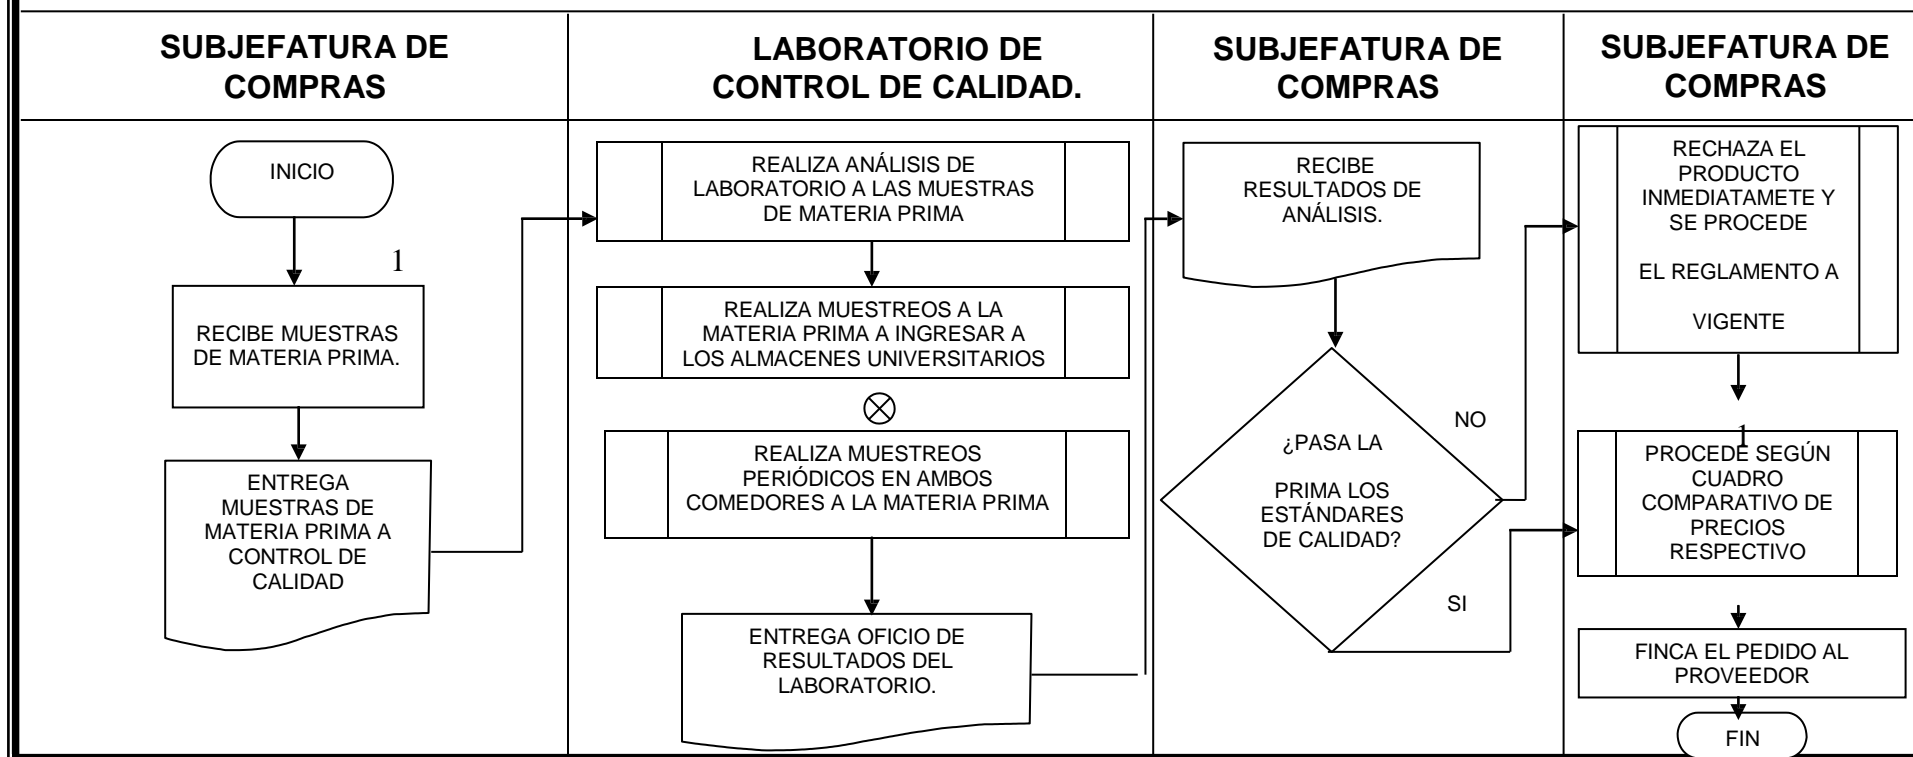 SUBJEFATURA DE
COMPRAS
LABORATORIO DE
CONTROL DE CALIDAD.
SUBJEFATURA DE
COMPRAS
SUBJEFATURA DE
COMPRAS
INICIO
1
RECIBE MUESTRAS
DE MATERIA PRIMA.
ENTREGA
MUESTRAS DE
MATERIA PRIMA A
CONTROL DE
CALIDAD
REALIZA ANÁLISIS DE
LABORATORIO A LAS MUESTRAS
DE MATERIA PRIMA
REALIZA MUESTREOS A LA
MATERIA PRIMA A INGRESAR A
LOS ALMACENES UNIVERSITARIOS
REALIZA MUESTREOS
PERIÓDICOS EN AMBOS
COMEDORES A LA MATERIA PRIMA
ENTREGA OFICIO DE
RESULTADOS DEL
LABORATORIO.
RECIBE
RESULTADOS DE
ANÁLISIS.
¿PASA LA
PRIMA LOS
ESTÁNDARES
DE CALIDAD?
NO
SI
RECHAZA EL
PRODUCTO
INMEDIATAMETE Y
SE PROCEDE
EL REGLAMENTO A
VIGENTE
1
PROCEDE SEGÚN
CUADRO
COMPARATIVO DE
PRECIOS
RESPECTIVO
FINCA EL PEDIDO AL
PROVEEDOR
FIN